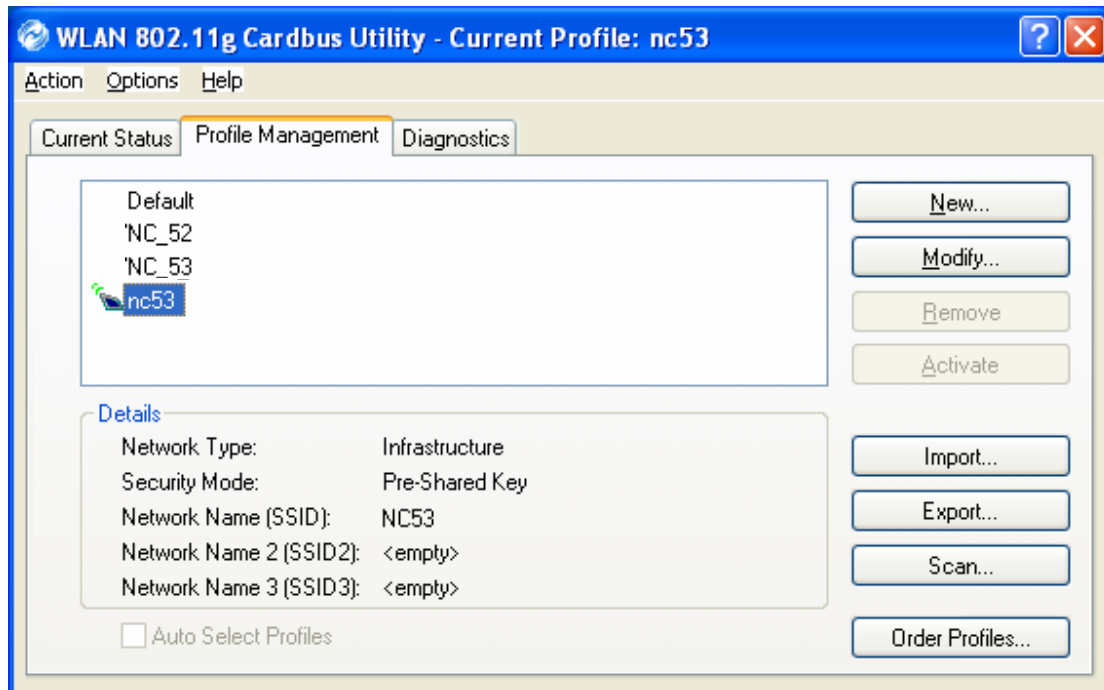 WLAN 802.11g Cardbus Utility - Current Profile: nc53
Action Options Help
Current Status Profile Management Diagnostics
Default
'NC_52
'NC_53
nc53
New...
Modify...
Remove
Activate
Details
Network Type: Infrastructure
Security Mode: Pre-Shared Key
Network Name (SSID): NC53
Network Name 2 (SSID2): <empty>
Network Name 3 (SSID3): <empty>
Import...
Export...
Scan...
Auto Select Profiles
Order Profiles...